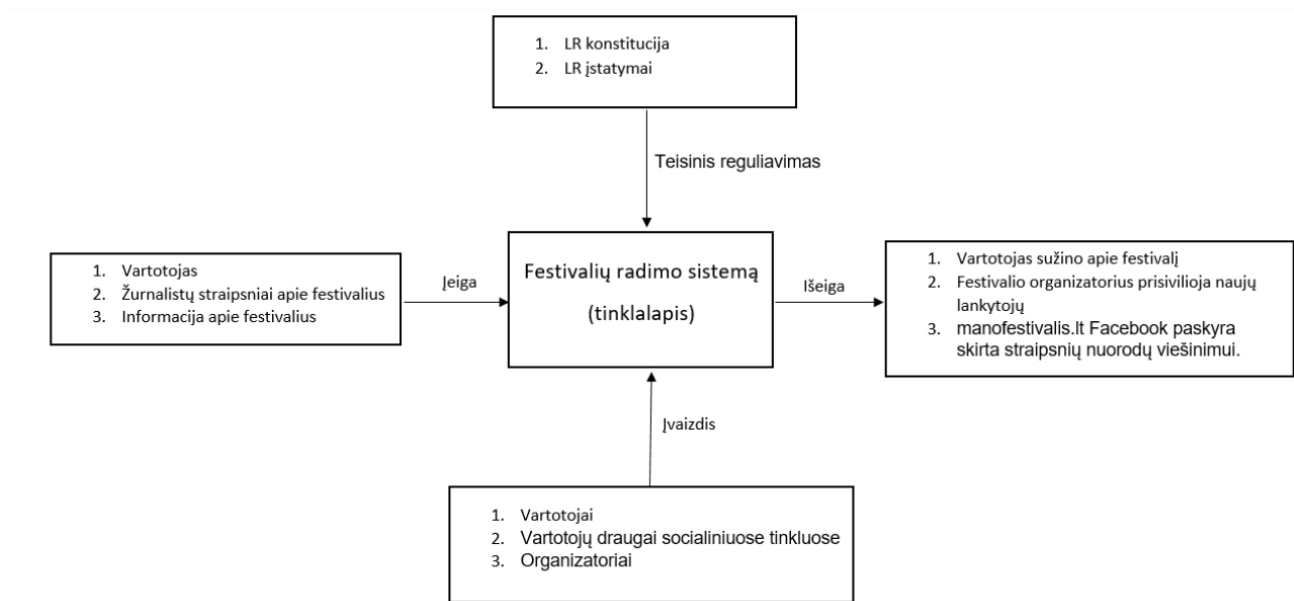 1. LR konstitucija
2. LR įstatymai
Teisinis reguliavimas
1. Vartotojas
2. Žurnalistų straipsniai apie festivalius
3. Informacija apie festivalius
Įeiga
Festivalių radimo sistemą
(tinklalapis)
Išeiga
1. Vartotojas sužino apie festivalį
2. Festivalio organizatorius prisivilioja naujų
lankytojų
3. manofestivalis.lt Facebook paskyra
skirta straipsnių nuorodų viešinimui.
Įvaizdis
1. Vartotojai
2. Vartotojų draugai socialiniuose tinkluose
3. Organizatoriai